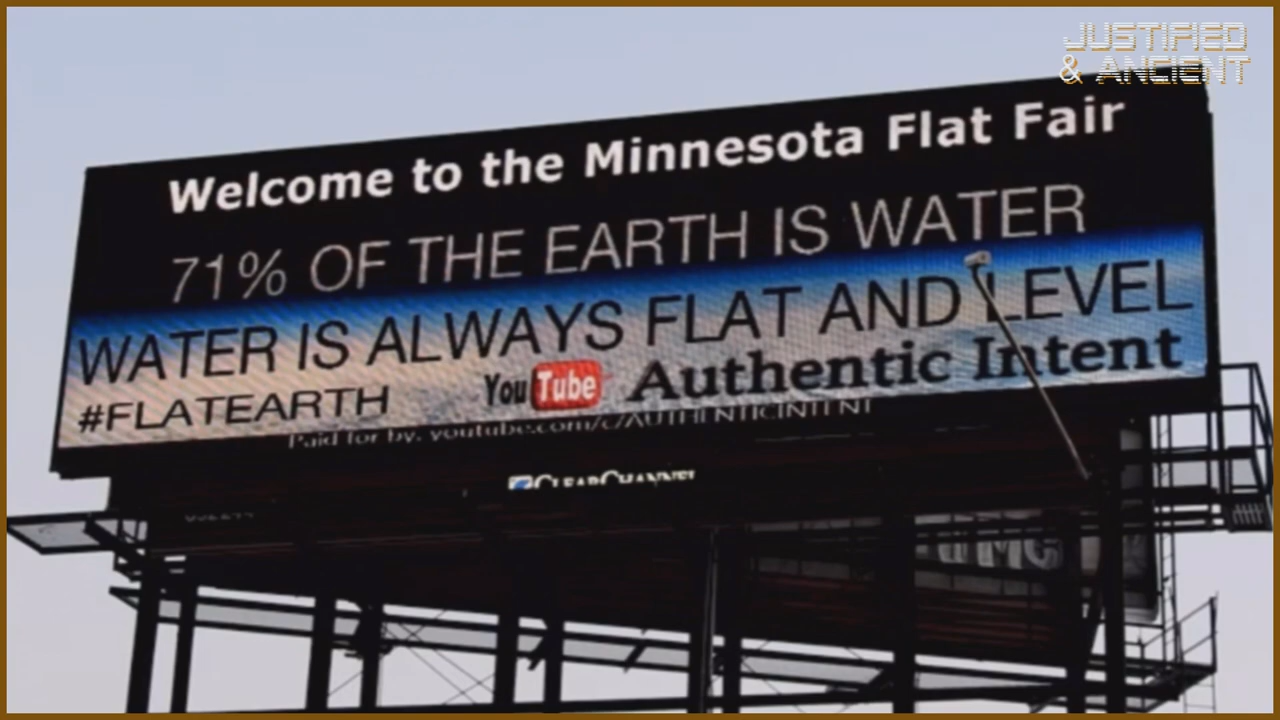 JUSTIFIED
& ANCIENT
Welcome to the Minnesota Flat Fair
71% OF THE EARTH IS WATER
WATER IS ALWAYS FLAT AND LEVEL
#FLATEARTH YouTube Authentic Intent
Paid for by: youtube.com/c/AUTHENTICINTENT
CLEARCHANNEL